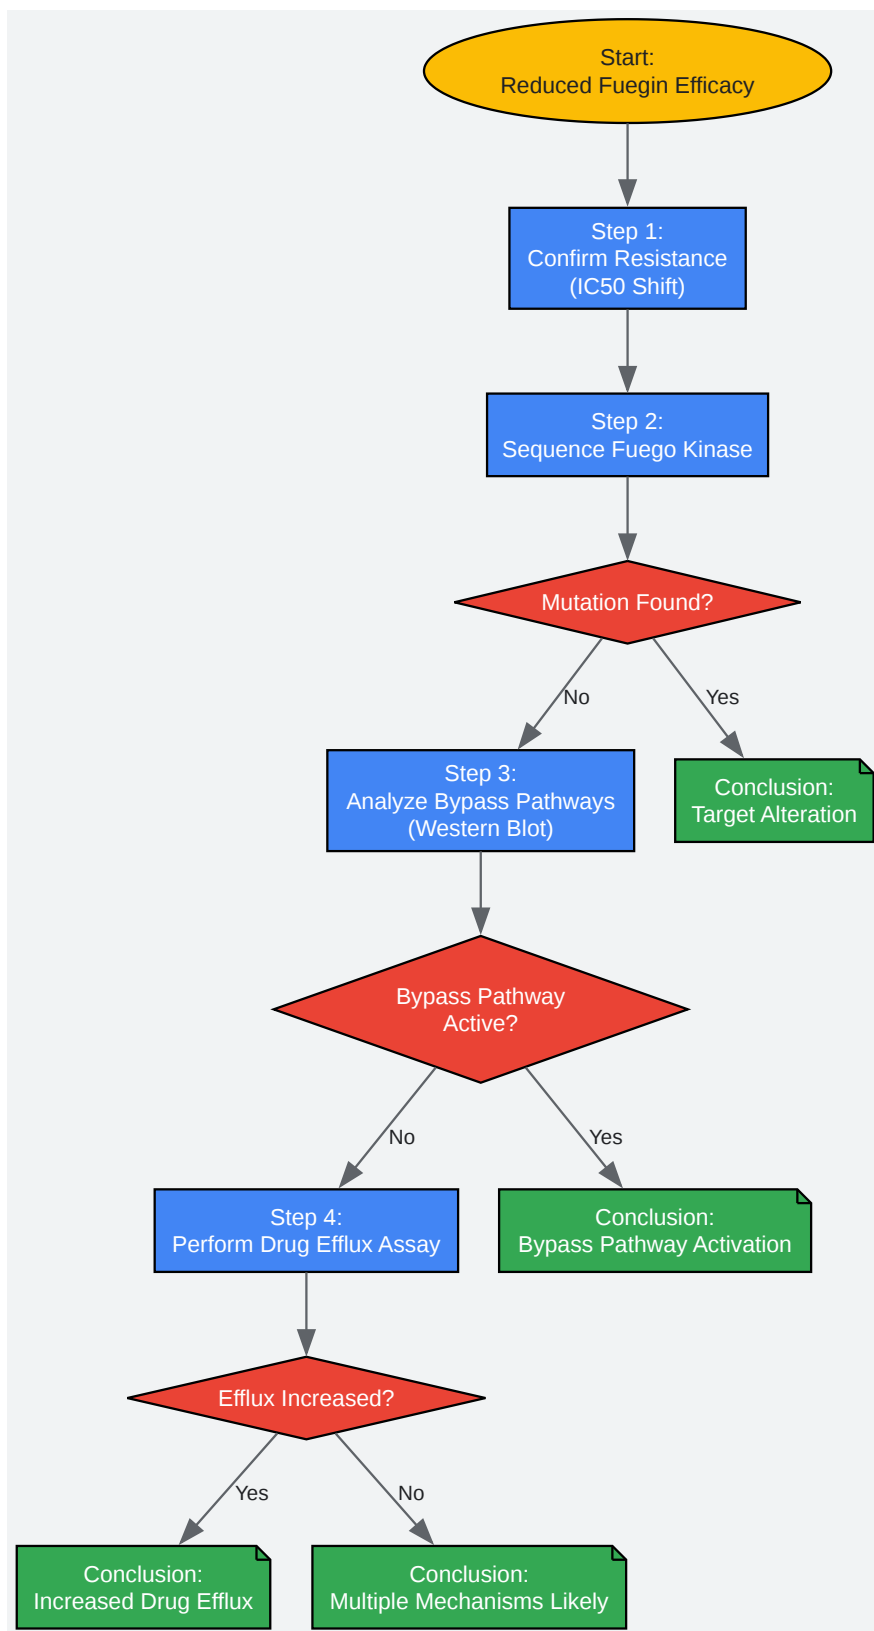 Start:
Reduced Fuegin Efficacy
Step 1:
Confirm Resistance
(IC50 Shift)
Step 2:
Sequence Fuego Kinase
Mutation Found?
No
Yes
Step 3:
Analyze Bypass Pathways
(Western Blot)
Conclusion:
Target Alteration
Bypass Pathway
Active?
No
Yes
Step 4:
Perform Drug Efflux Assay
Conclusion:
Bypass Pathway Activation
Efflux Increased?
Yes
No
Conclusion:
Increased Drug Efflux
Conclusion:
Multiple Mechanisms Likely